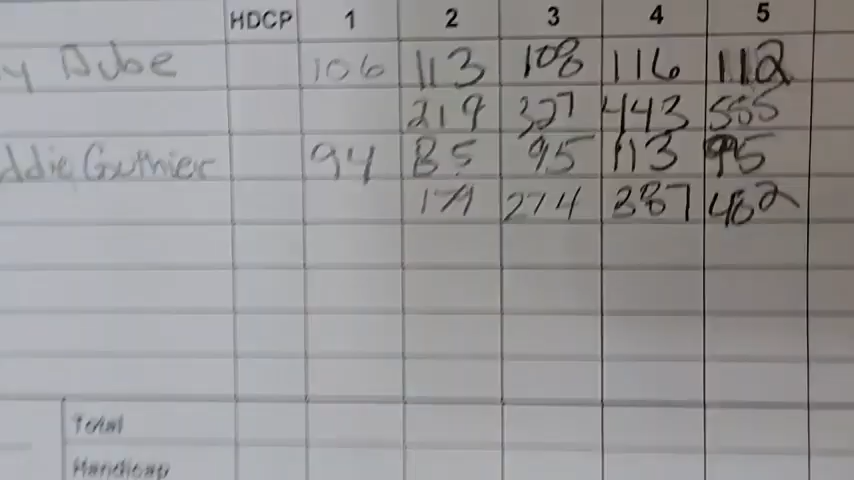 HDCP 1 2 3 4 5
y Dube 106 113 108 116 112
219 327 443 555
ddie Guthier 94 85 95 113 95
179 274 387 482
Total
Handicap